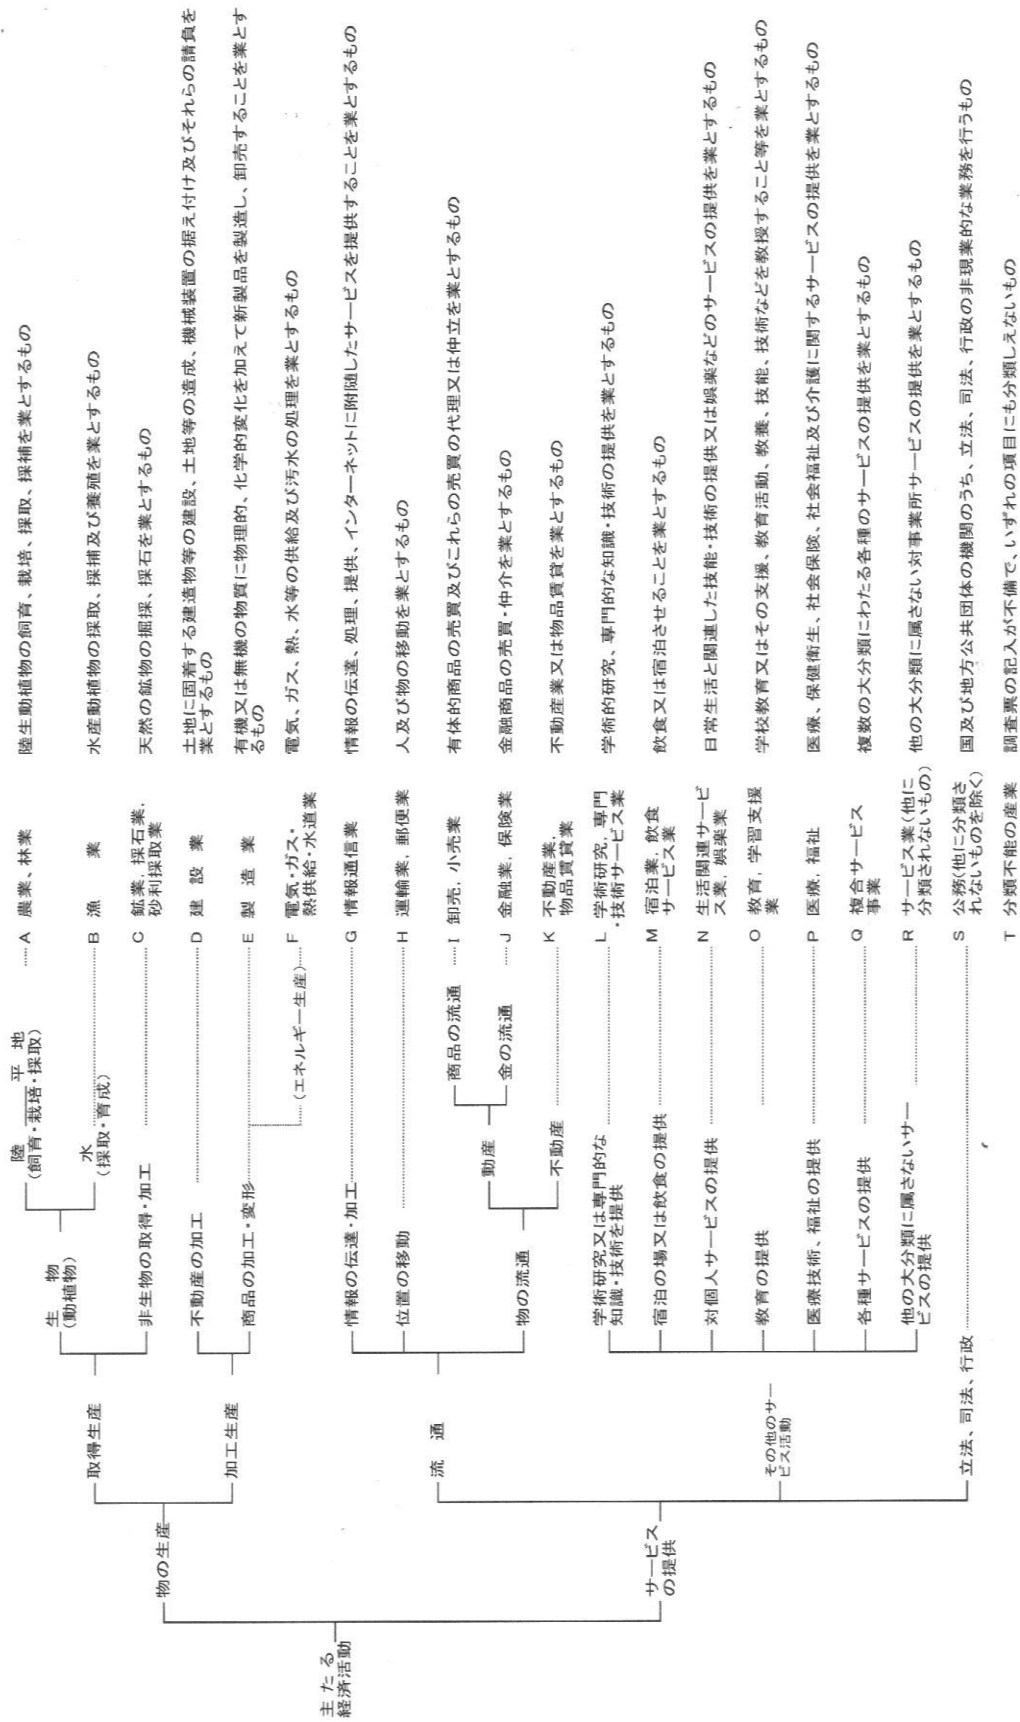 主たる
経済活動
物の生産
サービス
の提供
取得生産
加工生産
流　通
その他のサー
ビス活動
立法、司法、行政
生　物
(動植物)
非生物の取得・加工
不動産の加工
商品の加工・変形
情報の伝達・加工
位置の移動
物の流通
学術研究又は専門的な
知識・技術を提供
宿泊の場又は飲食の提供
対個人サービスの提供
教育の提供
医療技術、福祉の提供
各種サービスの提供
他の大分類に属さないサー
ビスの提供
陸　平　地
(飼育・栽培・採取)
水
(採取・育成)
(エネルギー生産)
動産
不動産
商品の流通
金の流通
A　農業、林業　陸生動植物の飼育、栽培、採取、採補を業とするもの
B　漁　業　水産動植物の採取、採捕及び養殖を業とするもの
C　鉱業，採石業，
砂利採取業　天然の鉱物の掘採、採石を業とするもの
D　建　設　業　土地に固着する建造物等の建設、土地等の造成、機械装置の据え付け及びそれらの請負を
業とするもの
E　製　造　業　有機又は無機の物質に物理的、化学的変化を加えて新製品を製造し、卸売することを業とす
るもの
F　電気・ガス・
熱供給・水道業　電気、ガス、熱、水等の供給及び汚水の処理を業とするもの
G　情報通信業　情報の伝達、処理、提供、インターネットに附随したサービスを提供することを業とするもの
H　運輸業，郵便業　人及び物の移動を業とするもの
I　卸売，小売業　有体的商品の売買及びこれらの売買の代理又は仲立を業とするもの
J　金融業，保険業　金融商品の売買・仲介を業とするもの
K　不動産業，
物品賃貸業　不動産業又は物品賃貸を業とするもの
L　学術研究，専門
・技術サービス業　学術的研究、専門的な知識・技術の提供を業とするもの
M　宿泊業，飲食
サービス業　飲食又は宿泊させることを業とするもの
N　生活関連サービ
ス業，娯楽業　日常生活と関連した技能・技術の提供又は娯楽などのサービスの提供を業とするもの
O　教育，学習支援
業　学校教育又はその支援、教育活動、教養、技能、技術などを教授すること等を業とするもの
P　医療，福祉　医療、保健衛生、社会保険、社会福祉及び介護に関するサービスの提供を業とするもの
Q　複合サービス
事業　複数の大分類にわたる各種のサービスの提供を業とするもの
R　サービス業(他に
分類されないもの)　他の大分類に属さない対事業所サービスの提供を業とするもの
S　公務(他に分類さ
れないものを除く)　国及び地方公共団体の機関のうち、立法、司法、行政の非現業的な業務を行うもの
T　分類不能の産業　調査票の記入が不備で、いずれの項目にも分類しえないもの